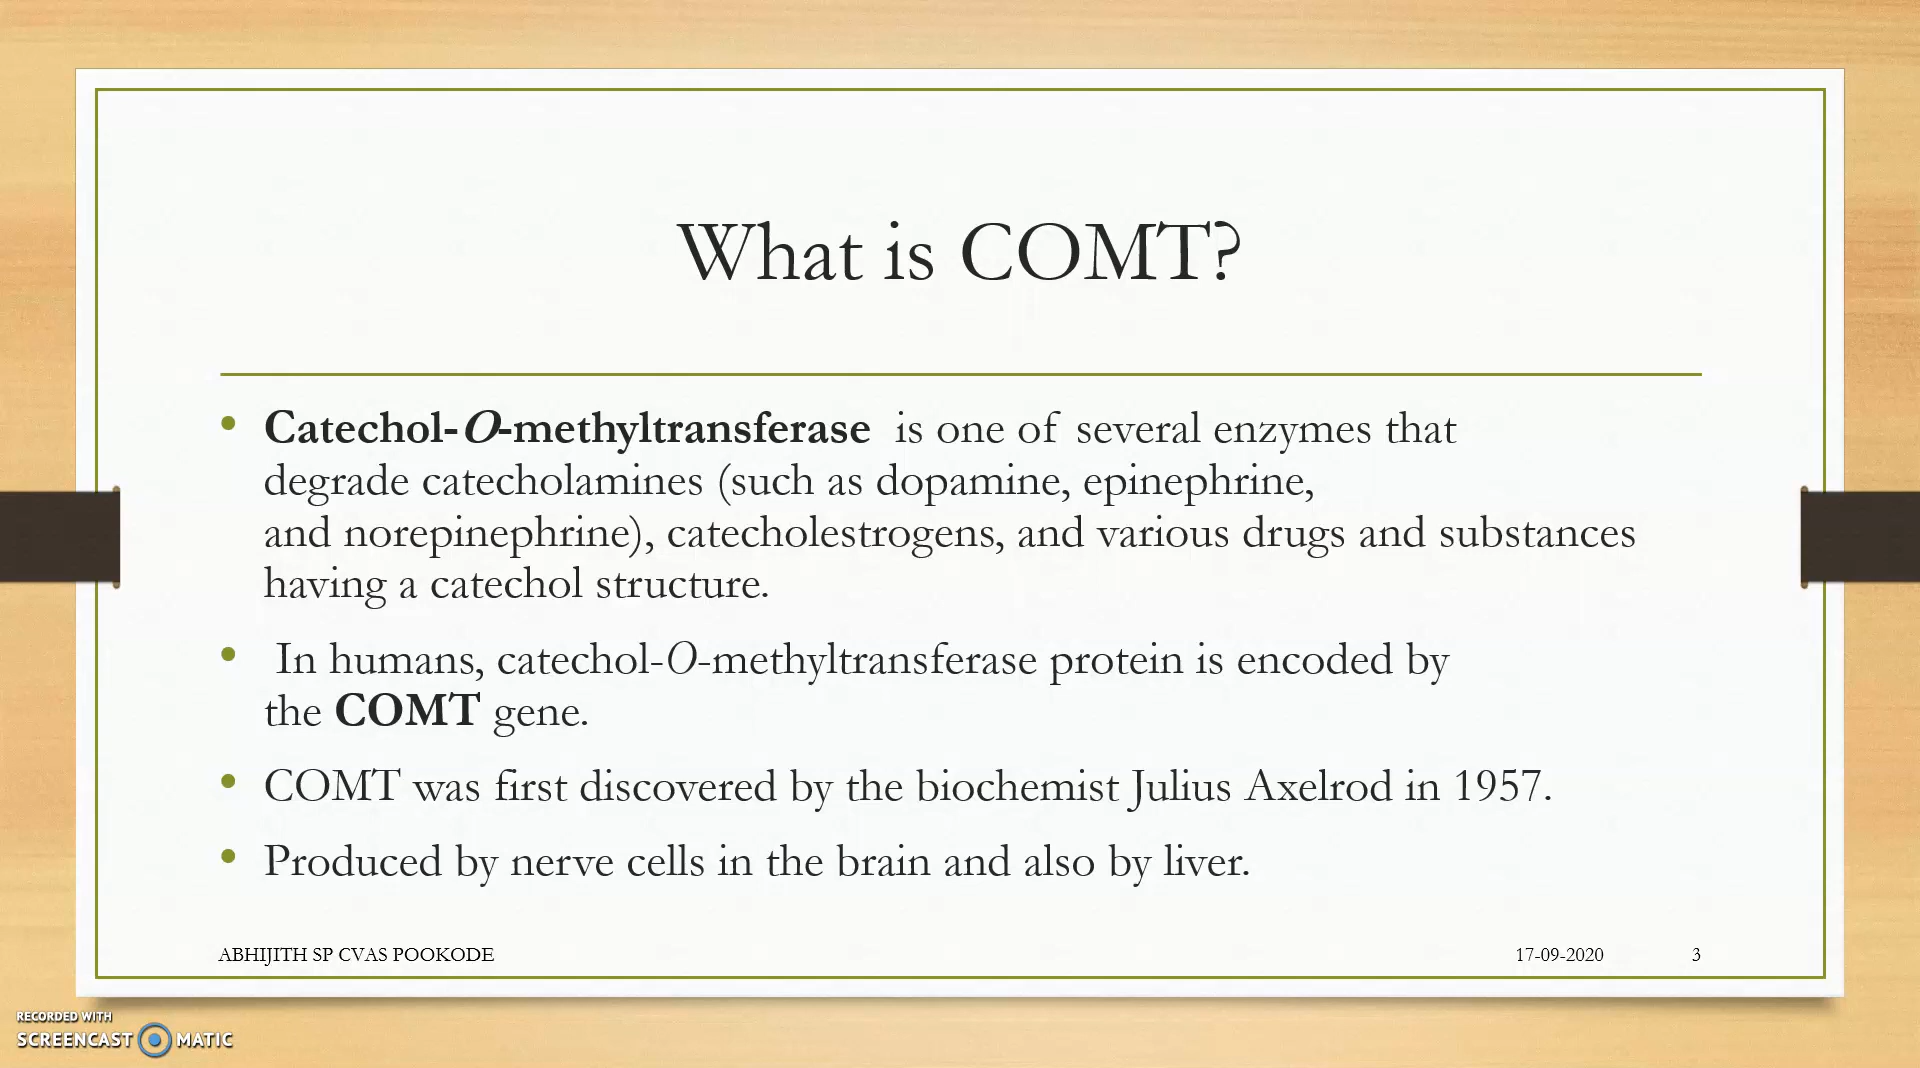 What is COMT?
• Catechol-O-methyltransferase is one of several enzymes that
degrade catecholamines (such as dopamine, epinephrine,
and norepinephrine), catecholestrogens, and various drugs and substances
having a catechol structure.
• In humans, catechol-O-methyltransferase protein is encoded by
the COMT gene.
• COMT was first discovered by the biochemist Julius Axelrod in 1957.
• Produced by nerve cells in the brain and also by liver.
ABHIJITH SP CVAS POOKODE 17-09-2020 3
RECORDED WITH
SCREENCAST MATIC